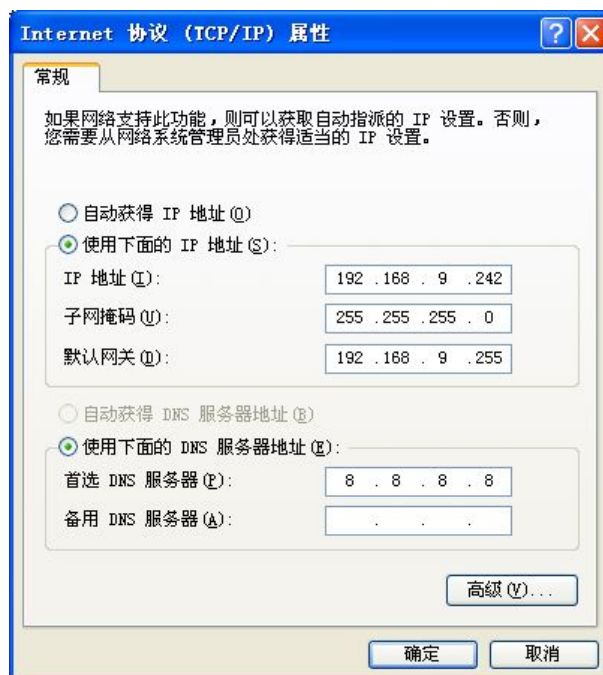 Internet 协议 (TCP/IP) 属性
常规
如果网络支持此功能，则可以获取自动指派的 IP 设置。否则，
您需要从网络系统管理员处获得适当的 IP 设置。
自动获得 IP 地址(O)
使用下面的 IP 地址(S):
IP 地址(I): 192 .168 . 9 .242
子网掩码(U): 255 .255 .255 . 0
默认网关(D): 192 .168 . 9 .255
自动获得 DNS 服务器地址(B)
使用下面的 DNS 服务器地址(E):
首选 DNS 服务器(P): 8 . 8 . 8 . 8
备用 DNS 服务器(A): . . .
高级(V)...
确定 取消